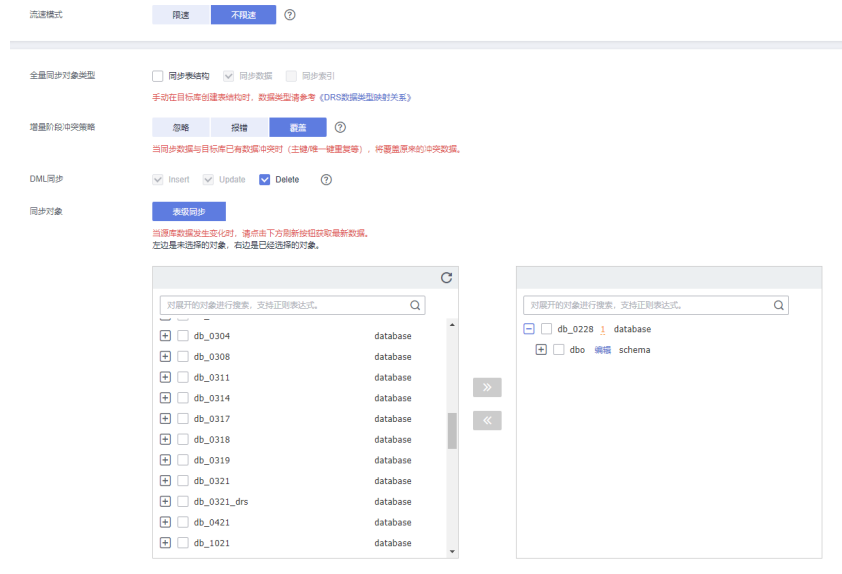 流速模式 限速 不限速 ?
全量同步对象类型 同步表结构 同步数据 同步索引
手动在目标库创建表结构时,数据类型请参考《DRS数据类型映射关系》
增量阶段冲突策略 忽略 报错 覆盖 ?
当同步数据与目标库已有数据冲突时(主键/唯一键重复等),将覆盖原来的冲突数据。
DML同步 Insert Update Delete ?
同步对象 表级同步
当源库数据发生变化时,请点击下方刷新按钮获取最新数据。
左边是未选择的对象,右边是已经选择的对象。
对展开的对象进行搜索,支持正则表达式。
db_0304 database
db_0308 database
db_0311 database
db_0314 database
db_0317 database
db_0318 database
db_0319 database
db_0321 database
db_0321_drs database
db_0421 database
db_1021 database
对展开的对象进行搜索,支持正则表达式。
db_0228 1 database
dbo 编辑 schema